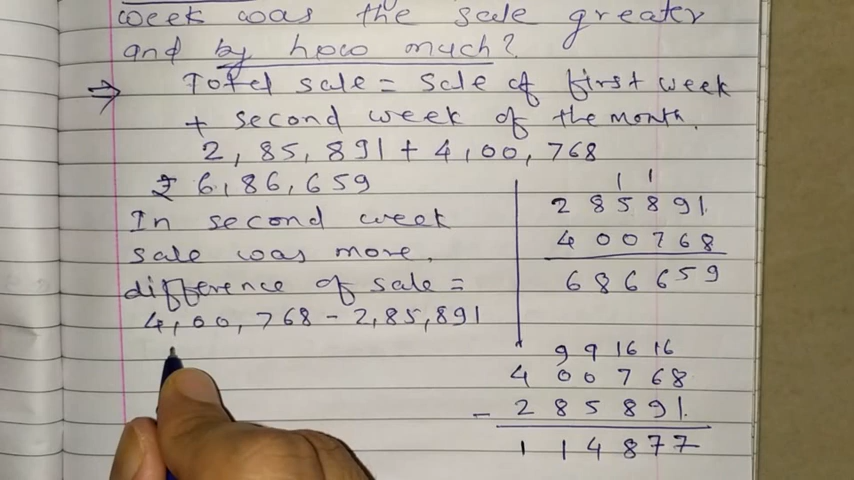 week was the sale greater
and by how much?
⇒ Total sale = sale of first week
+ second week of the month.
2,85,891 + 4,00,768
₹ 6,86,659
In second week
sale was more.
difference of sale =
4,00,768 - 2,85,891
1 1
2 8 5 8 9 1
4 0 0 7 6 8
6 8 6 6 5 9
9 9 16 16
4 0 0 7 6 8
- 2 8 5 8 9 1
1 1 4 8 7 7